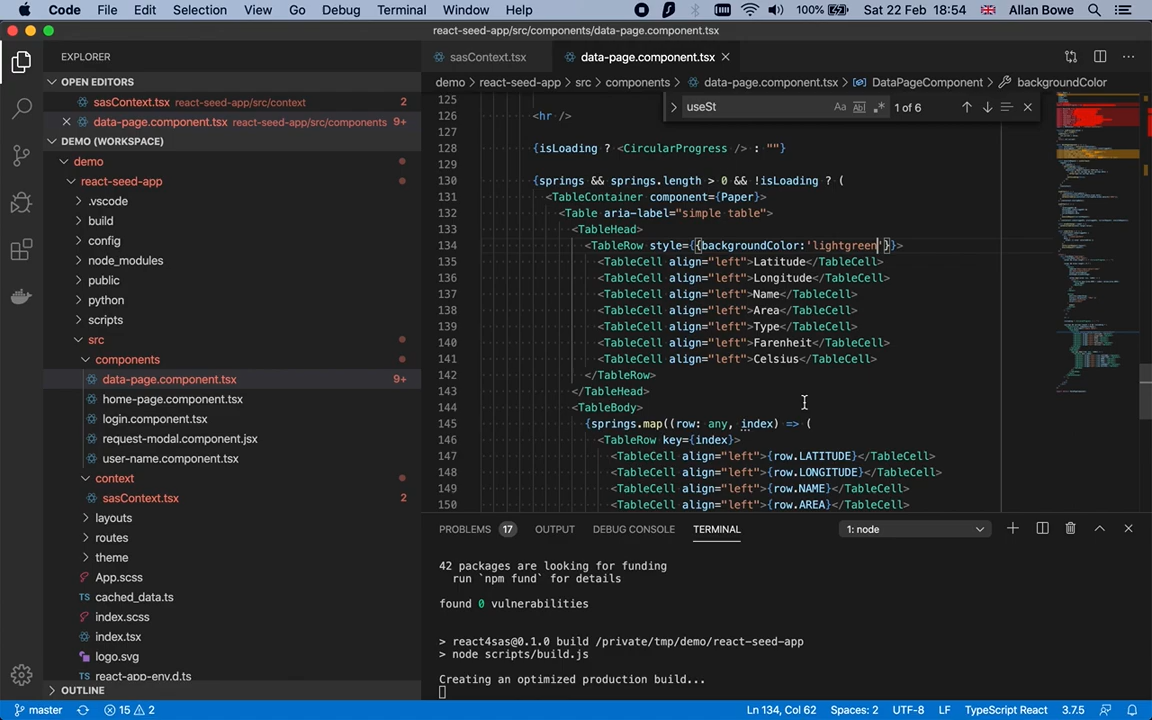 Code File Edit Selection View Go Debug Terminal Window Help 100% Sat 22 Feb 18:54 Allan Bowe
data-page.component.tsx — react-seed-app/src/components/data-page.component.tsx
EXPLORER
sasContext.tsx data-page.component.tsx
OPEN EDITORS
sasContext.tsx react-seed-app/src/context 2
data-page.component.tsx react-seed-app/src/components 9+
DEMO (WORKSPACE)
demo
react-seed-app
.vscode
build
config
node_modules
public
python
scripts
src
components
data-page.component.tsx 9+
home-page.component.tsx
login.component.tsx
request-modal.component.jsx
user-name.component.tsx
context
sasContext.tsx 2
layouts
routes
theme
App.scss
TS cached_data.ts
index.scss
index.tsx
logo.svg
TS react-app-env.d.ts
OUTLINE
demo > react-seed-app > src > components > data-page.component.tsx > DataPageComponent > backgroundColor
useSt Aa 1 of 6
125
126 <hr />
127
128 {isLoading ? <CircularProgress /> : ""}
129
130 {springs && springs.length > 0 && !isLoading ? (
131 <TableContainer component={Paper}>
132 <Table aria-label="simple table">
133 <TableHead>
134 <TableRow style={{backgroundColor:'lightgreen'}}>
135 <TableCell align="left">Latitude</TableCell>
136 <TableCell align="left">Longitude</TableCell>
137 <TableCell align="left">Name</TableCell>
138 <TableCell align="left">Area</TableCell>
139 <TableCell align="left">Type</TableCell>
140 <TableCell align="left">Farenheit</TableCell>
141 <TableCell align="left">Celsius</TableCell>
142 </TableRow>
143 </TableHead>
144 <TableBody>
145 {springs.map((row: any, index) => (
146 <TableRow key={index}>
147 <TableCell align="left">{row.LATITUDE}</TableCell>
148 <TableCell align="left">{row.LONGITUDE}</TableCell>
149 <TableCell align="left">{row.NAME}</TableCell>
150 <TableCell align="left">{row.AREA}</TableCell>
PROBLEMS 17 OUTPUT DEBUG CONSOLE TERMINAL 1: node
42 packages are looking for funding
run `npm fund` for details
found 0 vulnerabilities
> react4sas@0.1.0 build /private/tmp/demo/react-seed-app
> node scripts/build.js
Creating an optimized production build...
master 15 2 Ln 134, Col 62 Spaces: 2 UTF-8 LF TypeScript React 3.7.5